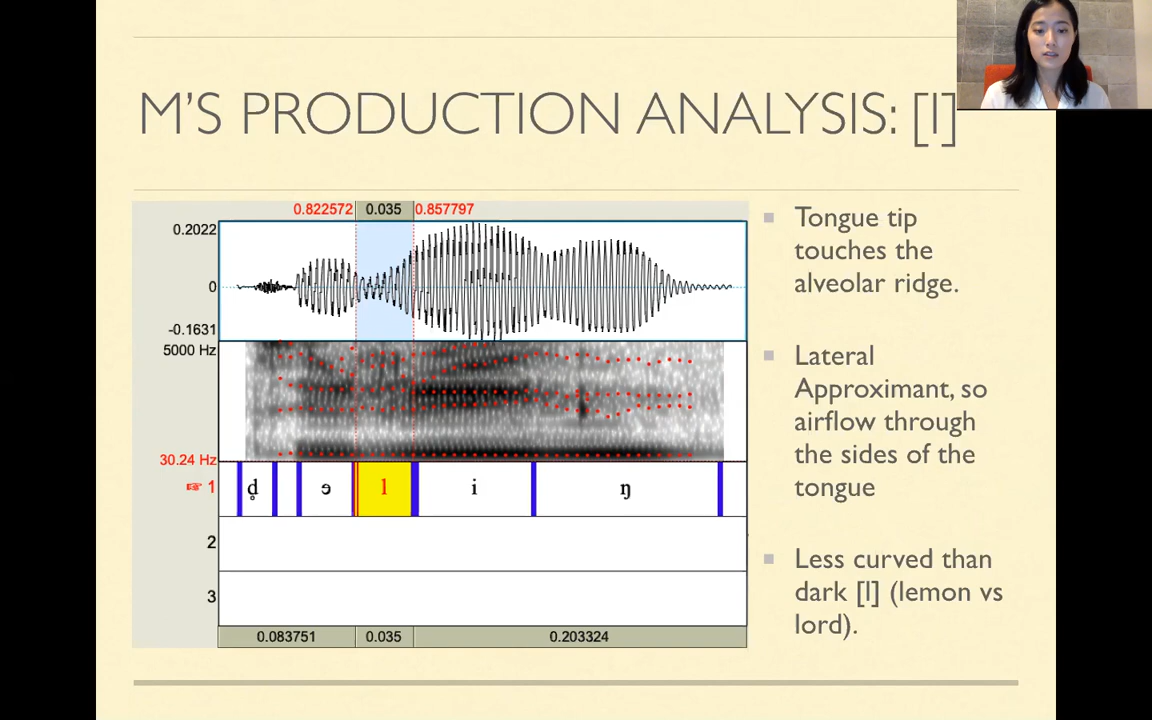 M'S PRODUCTION ANALYSIS: [l]
0.822572 0.035 0.857797
0.2022
0
-0.1631
5000 Hz
30.24 Hz
☞ 1 d̥ ɘ l i ŋ
2
3
0.083751 0.035 0.203324
Tongue tip
touches the
alveolar ridge.
Lateral
Approximant, so
airflow through
the sides of the
tongue
Less curved than
dark [l] (lemon vs
lord).